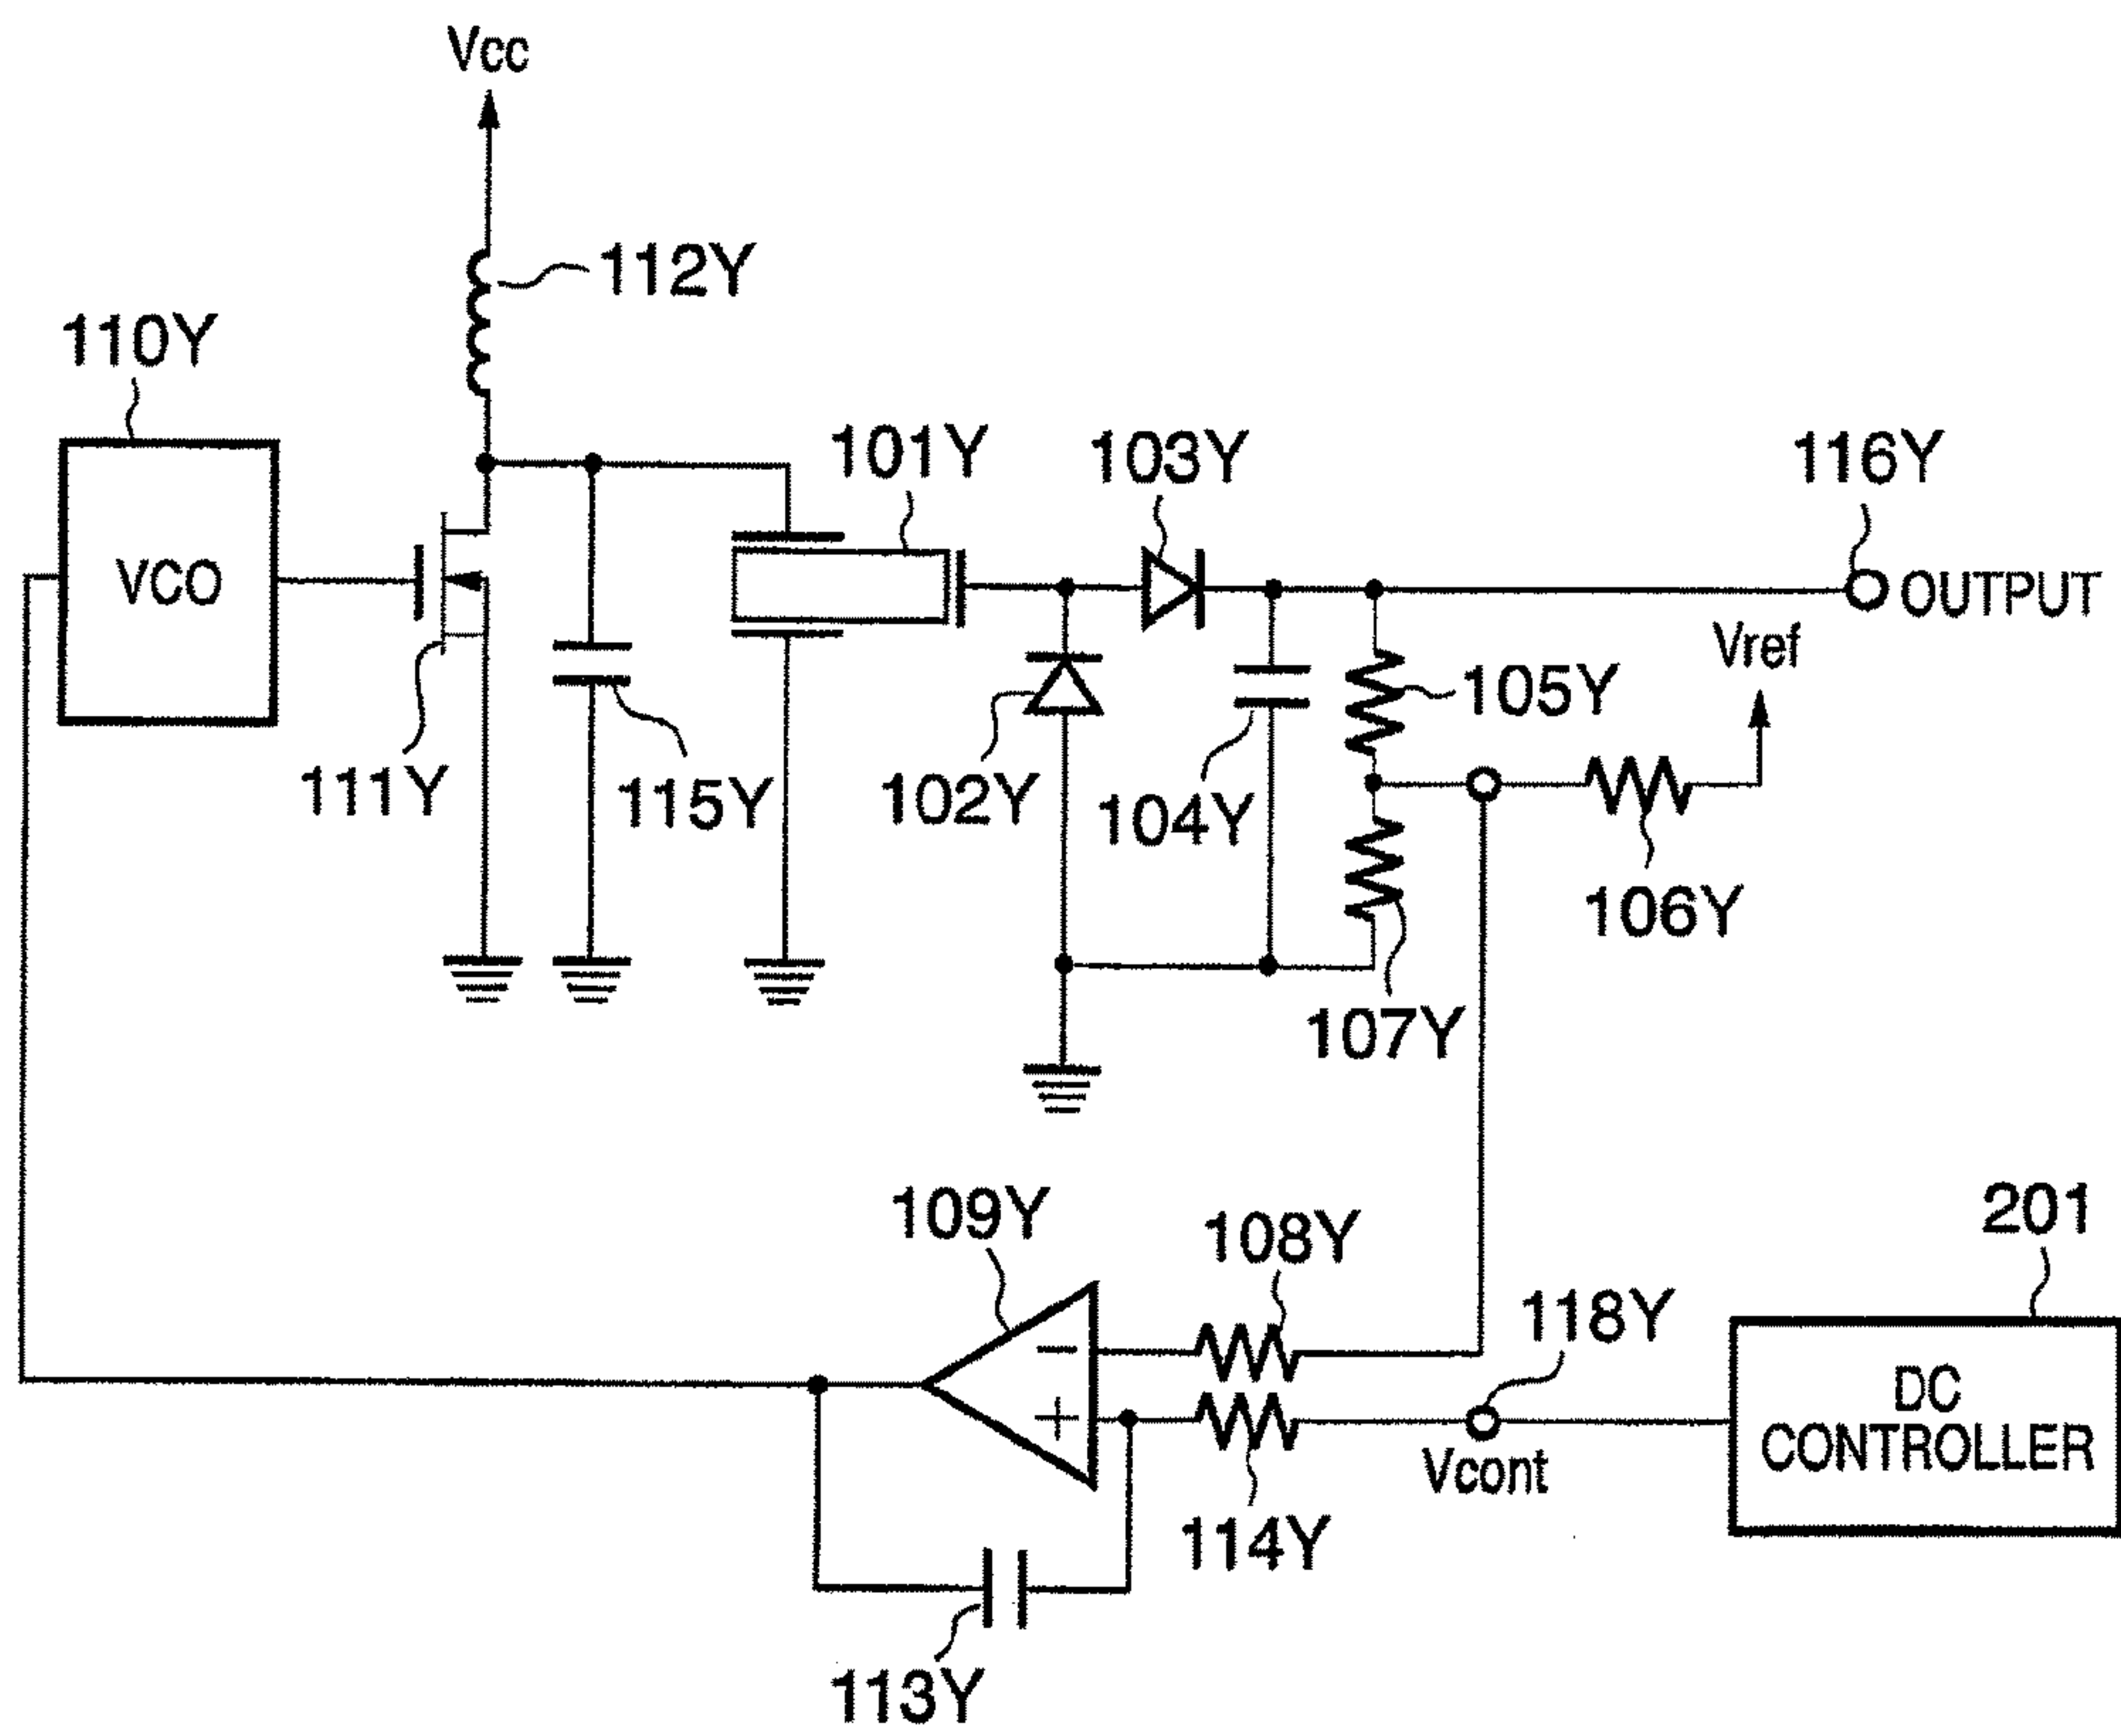 Vcc
112Y
110Y
101Y
103Y
116Y
VCO
OUTPUT
Vref
105Y
111Y
115Y
102Y
104Y
106Y
107Y
109Y
108Y
201
118Y
−
+
DC
CONTROLLER
Vcont
114Y
113Y